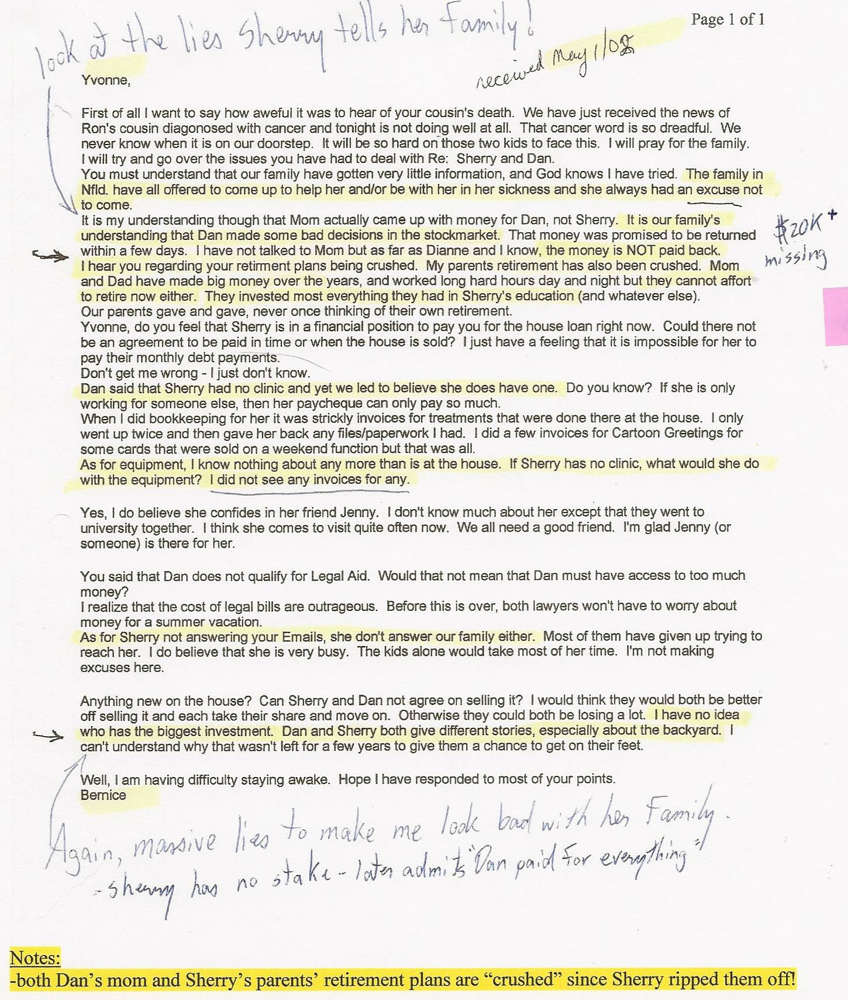 Page 1 of 1
look at the lies Sherry tells her Family!
received May 1/08
Yvonne,
First of all I want to say how aweful it was to hear of your cousin's death. We have just received the news of
Ron's cousin diagonosed with cancer and tonight is not doing well at all. That cancer word is so dreadful. We
never know when it is on our doorstep. It will be so hard on those two kids to face this. I will pray for the family.
I will try and go over the issues you have had to deal with Re: Sherry and Dan.
You must understand that our family have gotten very little information, and God knows I have tried. The family in
Nfld. have all offered to come up to help her and/or be with her in her sickness and she always had an excuse not
to come.
It is my understanding though that Mom actually came up with money for Dan, not Sherry. It is our family's
understanding that Dan made some bad decisions in the stockmarket. That money was promised to be returned
within a few days. I have not talked to Mom but as far as Dianne and I know, the money is NOT paid back.
$20K+
missing
I hear you regarding your retirment plans being crushed. My parents retirement has also been crushed. Mom
and Dad have made big money over the years, and worked long hard hours day and night but they cannot affort
to retire now either. They invested most everything they had in Sherry's education (and whatever else).
Our parents gave and gave, never once thinking of their own retirement.
Yvonne, do you feel that Sherry is in a financial position to pay you for the house loan right now. Could there not
be an agreement to be paid in time or when the house is sold? I just have a feeling that it is impossible for her to
pay their monthly debt payments.
Don't get me wrong - I just don't know.
Dan said that Sherry had no clinic and yet we led to believe she does have one. Do you know? If she is only
working for someone else, then her paycheque can only pay so much.
When I did bookkeeping for her it was strickly invoices for treatments that were done there at the house. I only
went up twice and then gave her back any files/paperwork I had. I did a few invoices for Cartoon Greetings for
some cards that were sold on a weekend function but that was all.
As for equipment, I know nothing about any more than is at the house. If Sherry has no clinic, what would she do
with the equipment? I did not see any invoices for any.
Yes, I do believe she confides in her friend Jenny. I don't know much about her except that they went to
university together. I think she comes to visit quite often now. We all need a good friend. I'm glad Jenny (or
someone) is there for her.
You said that Dan does not qualify for Legal Aid. Would that not mean that Dan must have access to too much
money?
I realize that the cost of legal bills are outrageous. Before this is over, both lawyers won't have to worry about
money for a summer vacation.
As for Sherry not answering your Emails, she don't answer our family either. Most of them have given up trying to
reach her. I do believe that she is very busy. The kids alone would take most of her time. I'm not making
excuses here.
Anything new on the house? Can Sherry and Dan not agree on selling it? I would think they would both be better
off selling it and each take their share and move on. Otherwise they could both be losing a lot. I have no idea
who has the biggest investment. Dan and Sherry both give different stories, especially about the backyard. I
can't understand why that wasn't left for a few years to give them a chance to get on their feet.
Well, I am having difficulty staying awake. Hope I have responded to most of your points.
Bernice
Again, massive lies to make me look bad with her Family.
- Sherry has no stake - later admits "Dan paid for everything"
Notes:
-both Dan’s mom and Sherry’s parents’ retirement plans are “crushed” since Sherry ripped them off!